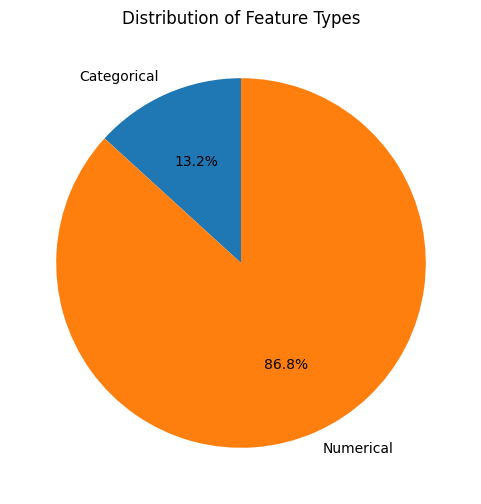 Distribution of Feature Types
Categorical
13.2%
86.8%
Numerical